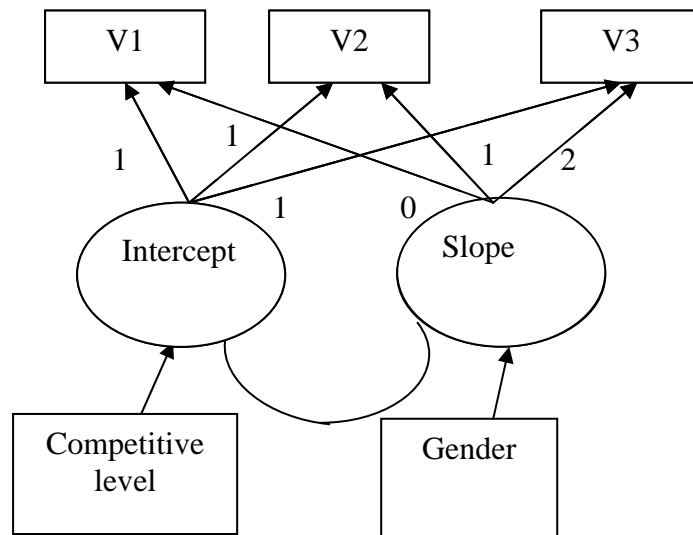 V1
V2
V3
1
1
1
2
1
0
Intercept
Slope
Competitive
level
Gender